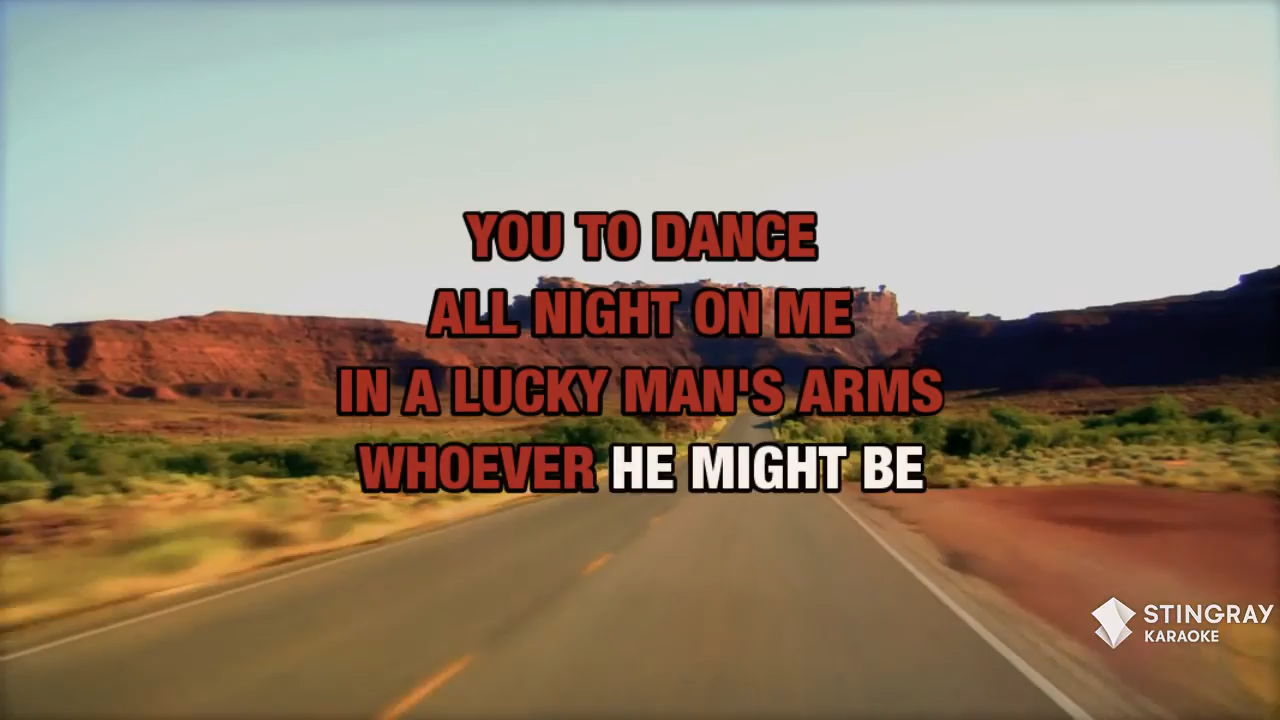 YOU TO DANCE
ALL NIGHT ON ME
IN A LUCKY MAN'S ARMS
WHOEVER HE MIGHT BE
STINGRAY
KARAOKE